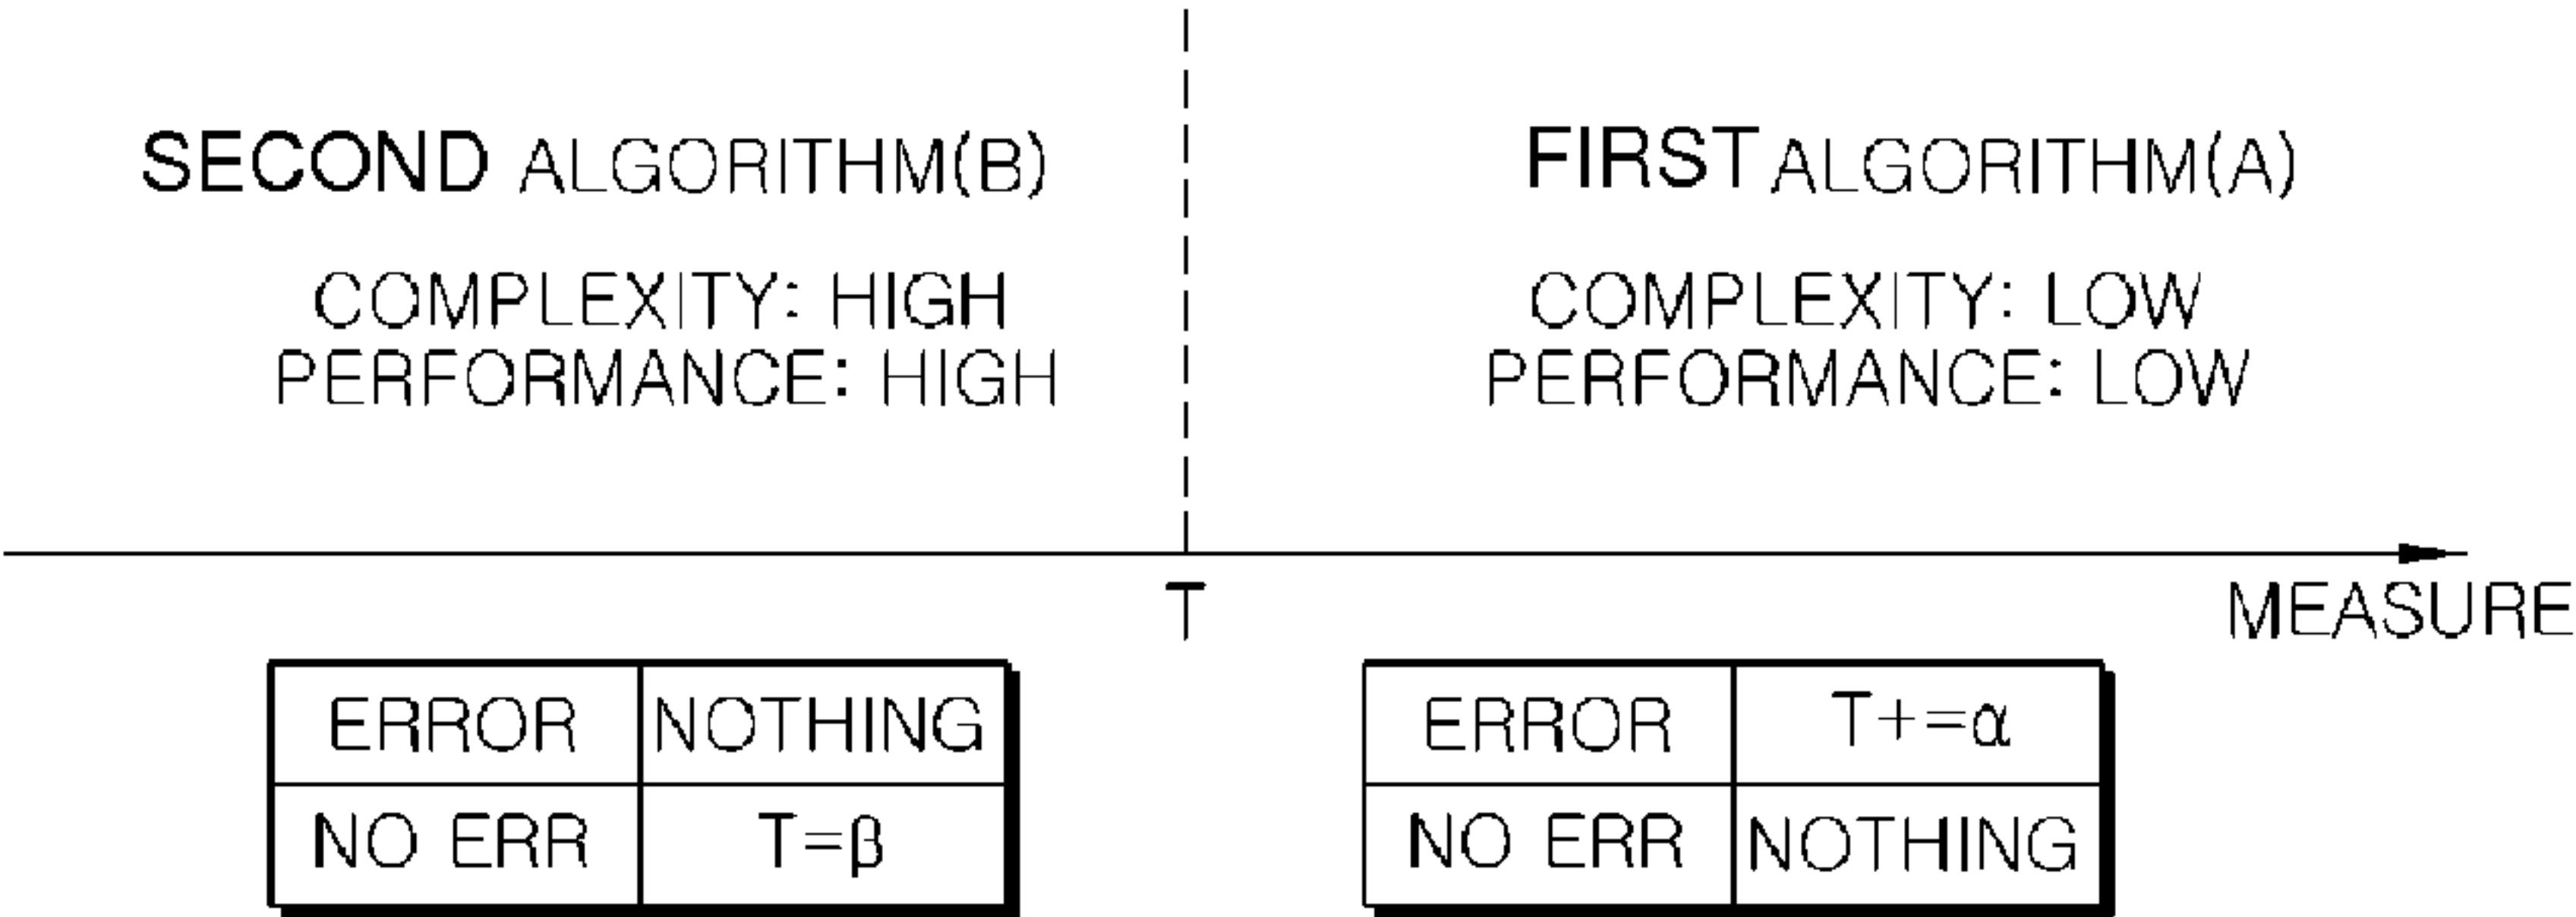 SECOND ALGORITHM(B)
COMPLEXITY: HIGH
PERFORMANCE: HIGH
FIRST ALGORITHM(A)
COMPLEXITY: LOW
PERFORMANCE: LOW
T
MEASURE
ERROR NOTHING
NO ERR T=β
ERROR T+=α
NO ERR NOTHING